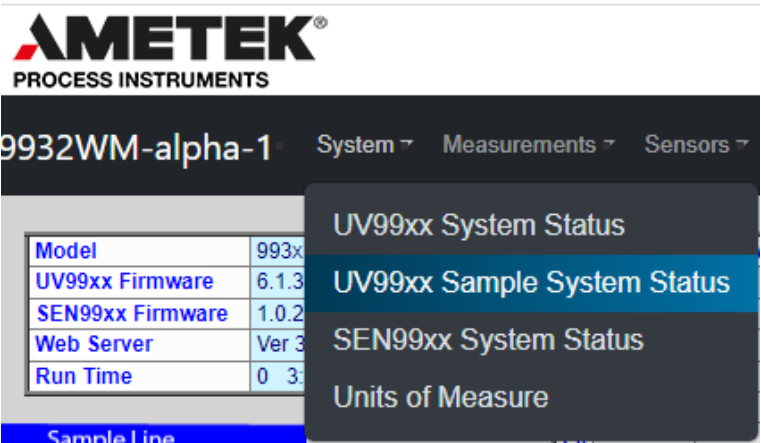 AMETEK®
PROCESS INSTRUMENTS
9932WM-alpha-1 System Measurements Sensors
UV99xx System Status
Model 993x
UV99xx Firmware 6.1.3 UV99xx Sample System Status
SEN99xx Firmware 1.0.2
Web Server Ver 3 SEN99xx System Status
Run Time 0 3:
Units of Measure
Sample Line